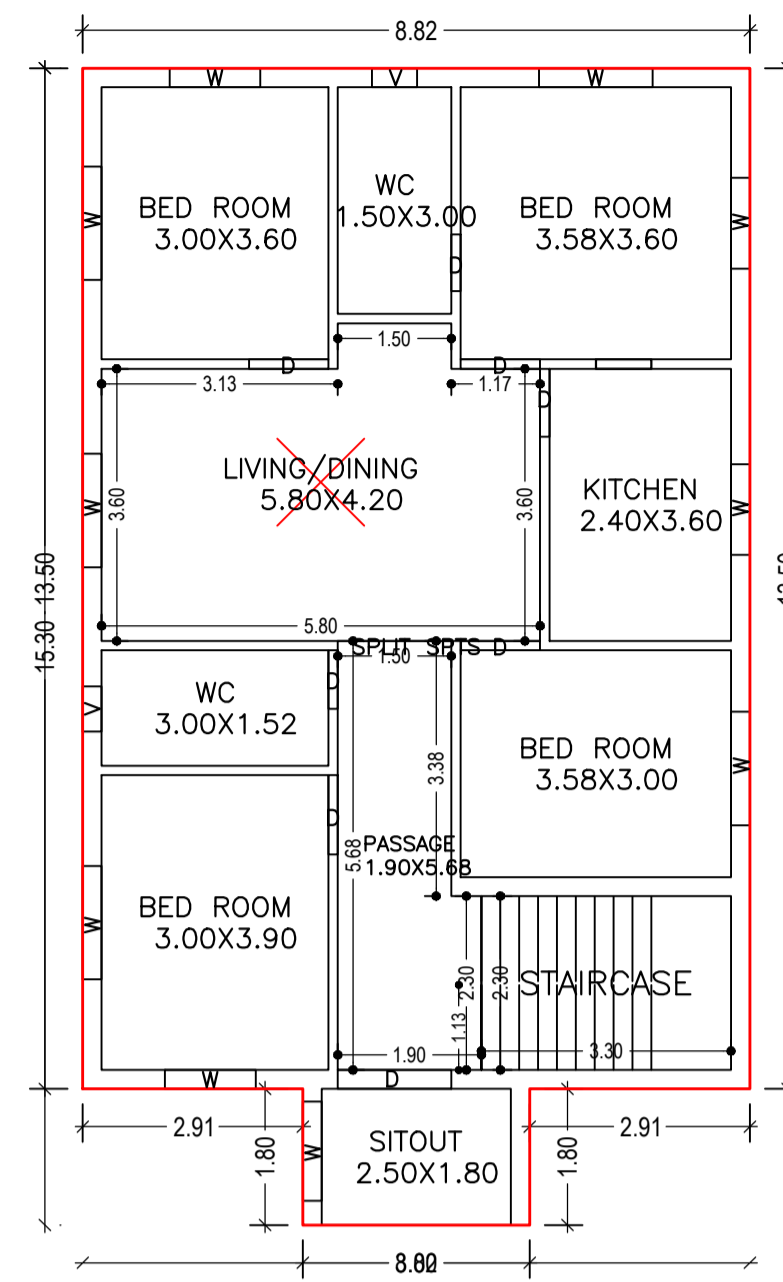 8.82
W
V
W
WC
1.50X3.00
BED ROOM
3.00X3.60
BED ROOM
3.58X3.60
W
W
D
1.50
D
D
3.13
1.17
D
LIVING/DINING
5.80X4.20
KITCHEN
2.40X3.60
3.60
3.60
W
W
15.30
13.50
5.80
SPLIT SPTS D
1.50
WC
3.00X1.52
D
V
BED ROOM
3.58X3.00
W
3.38
D
PASSAGE
1.90X5.68
5.68
BED ROOM
3.00X3.90
W
STAIRCASE
2.30
2.30
1.13
1.90
3.30
W
D
2.91
2.91
1.80
1.80
SITOUT
2.50X1.80
W